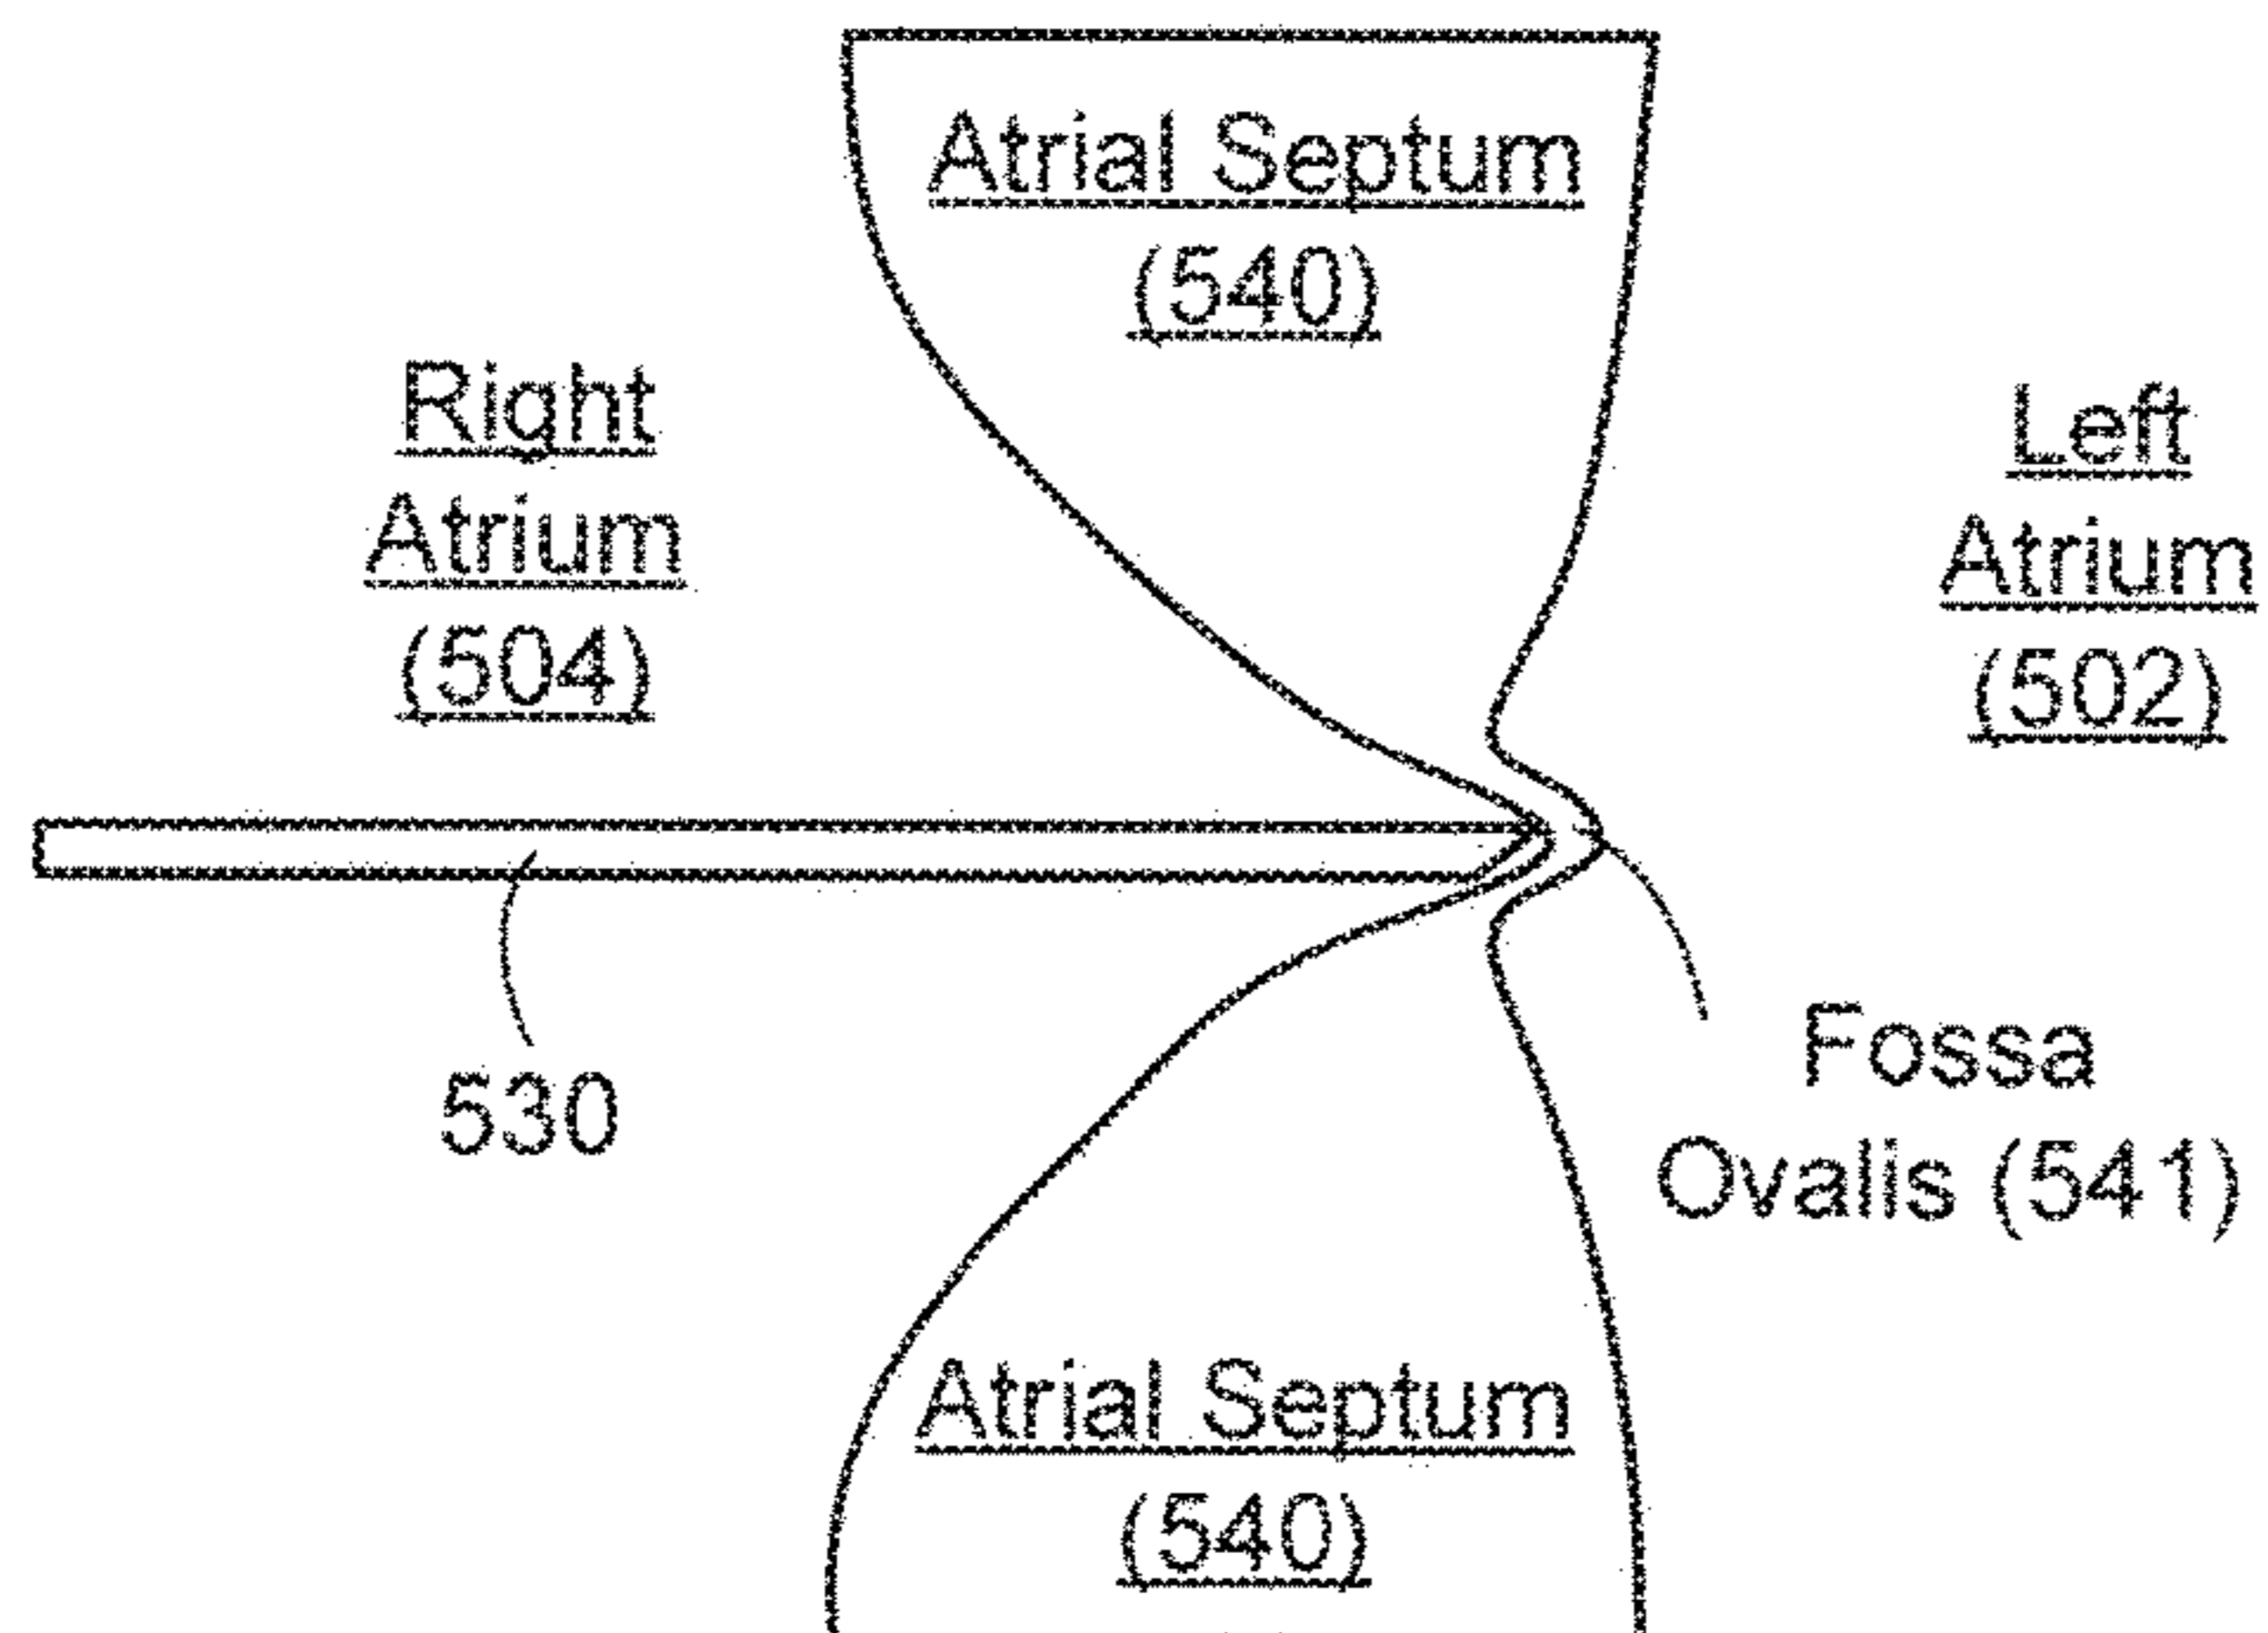 Atrial Septum
(540)
Right
Atrium
(504)
Left
Atrium
(502)
530
Fossa
Ovalis (541)
Atrial Septum
(540)